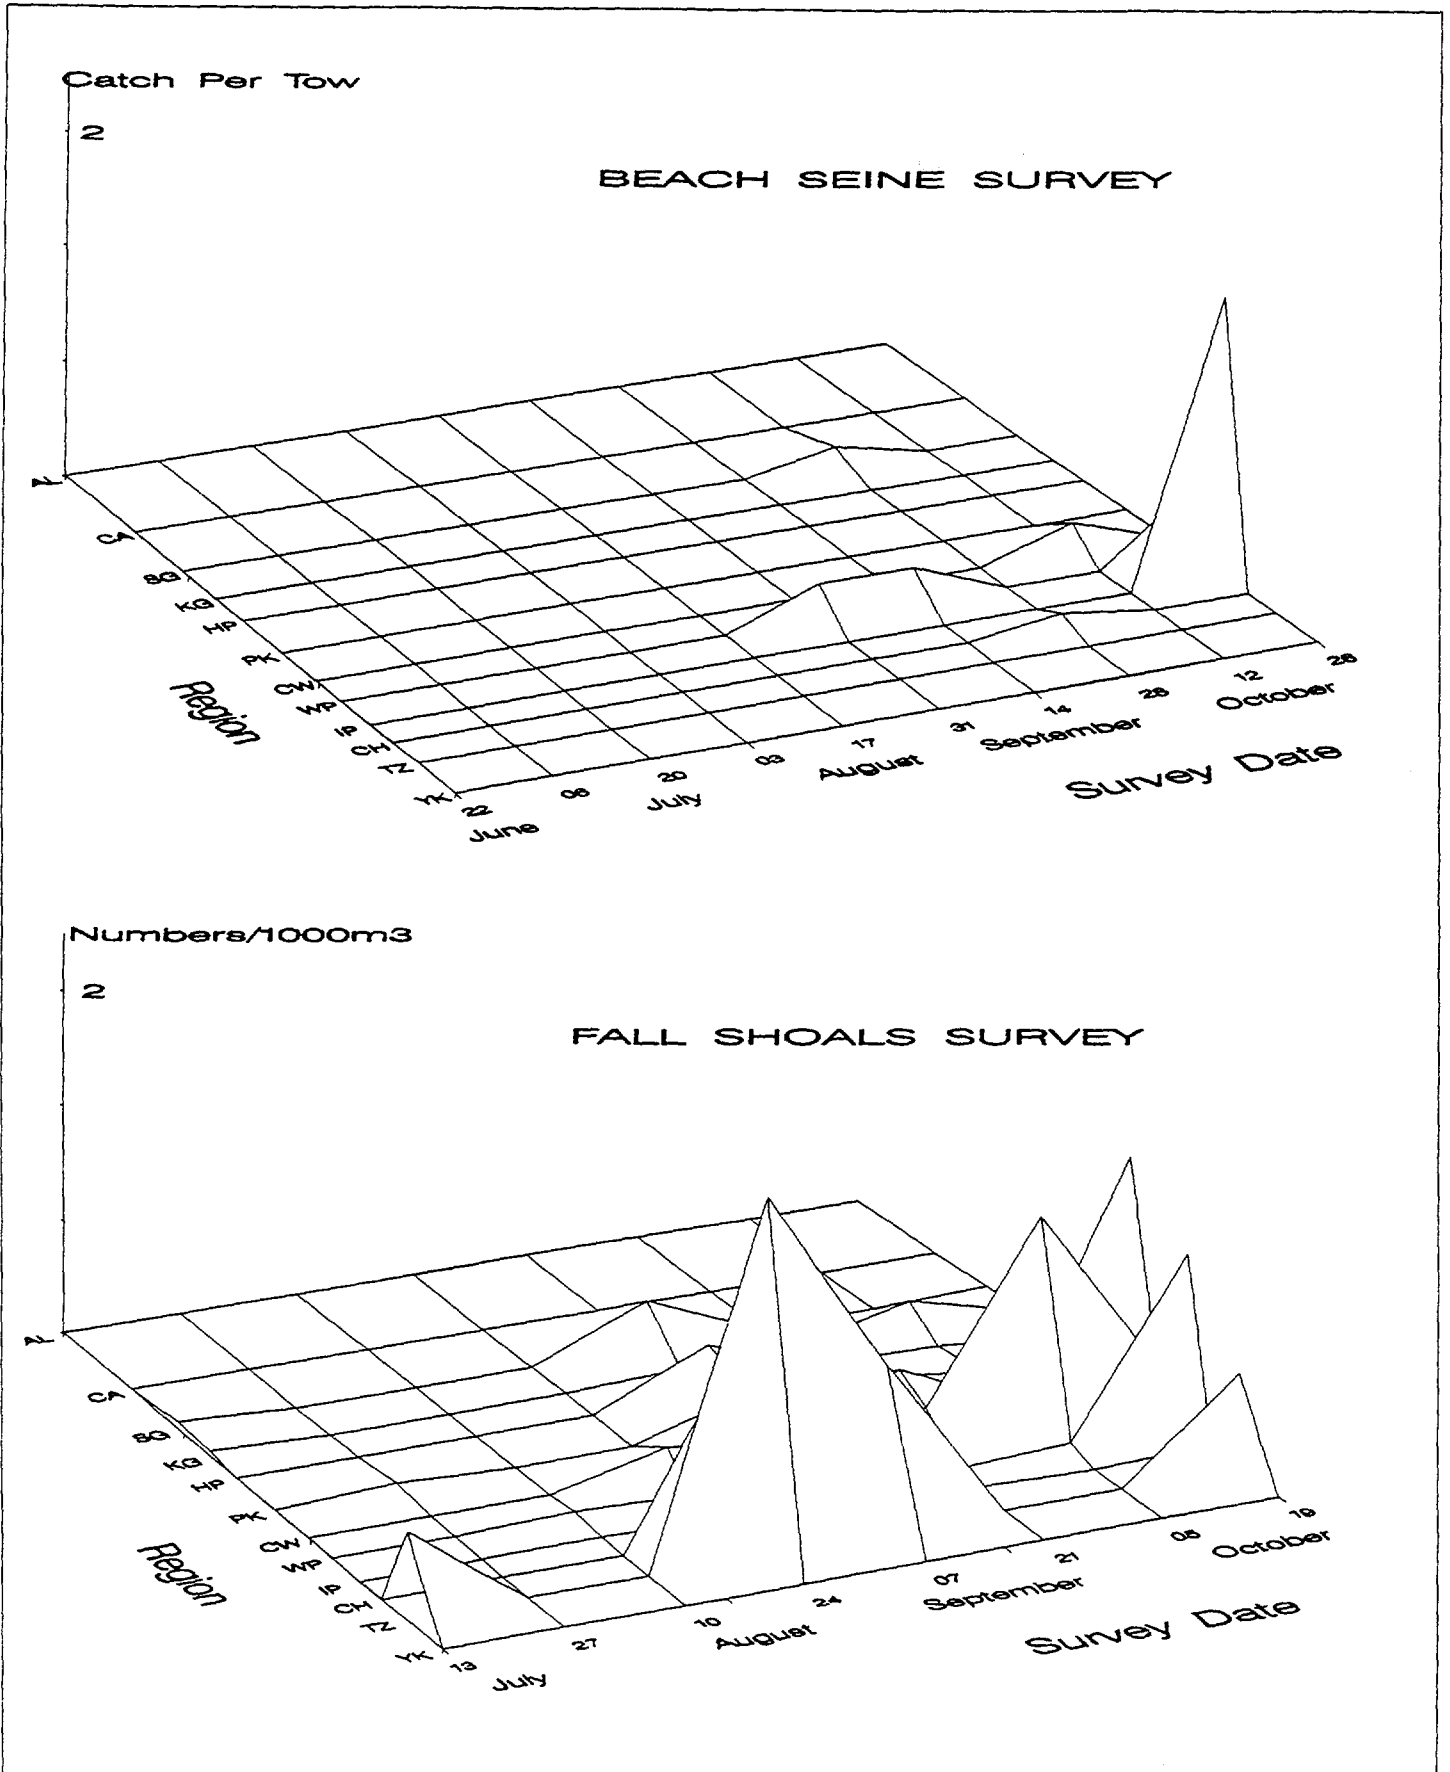 Catch Per Tow
2
BEACH SEINE SURVEY
AL
CA
SG
KG
HP
PK
CW
WP
IP
CH
TZ
YK
Region
22
06
20
03
17
31
14
28
12
26
June
July
August
September
October
Survey Date
Numbers/1000m3
2
FALL SHOALS SURVEY
AL
CA
SG
KG
HP
PK
CW
WP
IP
CH
TZ
YK
Region
13
27
10
24
07
21
05
19
July
August
September
October
Survey Date